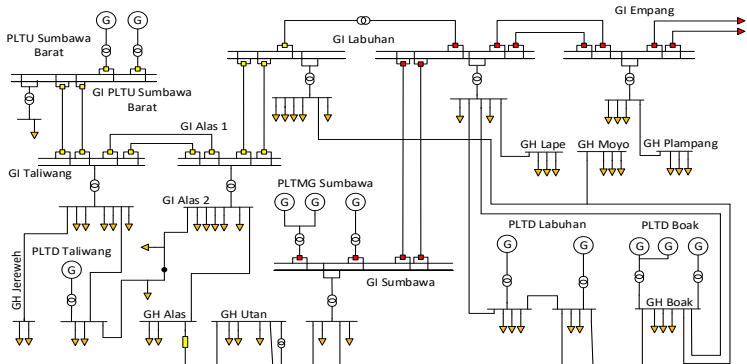 GI Empang
G
G
PLTU Sumbawa
Barat
GI Labuhan
GI PLTU Sumbawa
Barat
GI Alas 1
GH Lape
GH Moyo
GH Plampang
GI Taliwang
PLTMG Sumbawa
GI Alas 2
G
G
G
PLTD Labuhan
PLTD Boak
PLTD Taliwang
G
G
G
G
G
G
GH Jereweh
GI Sumbawa
GH Boak
GH Alas
GH Utan